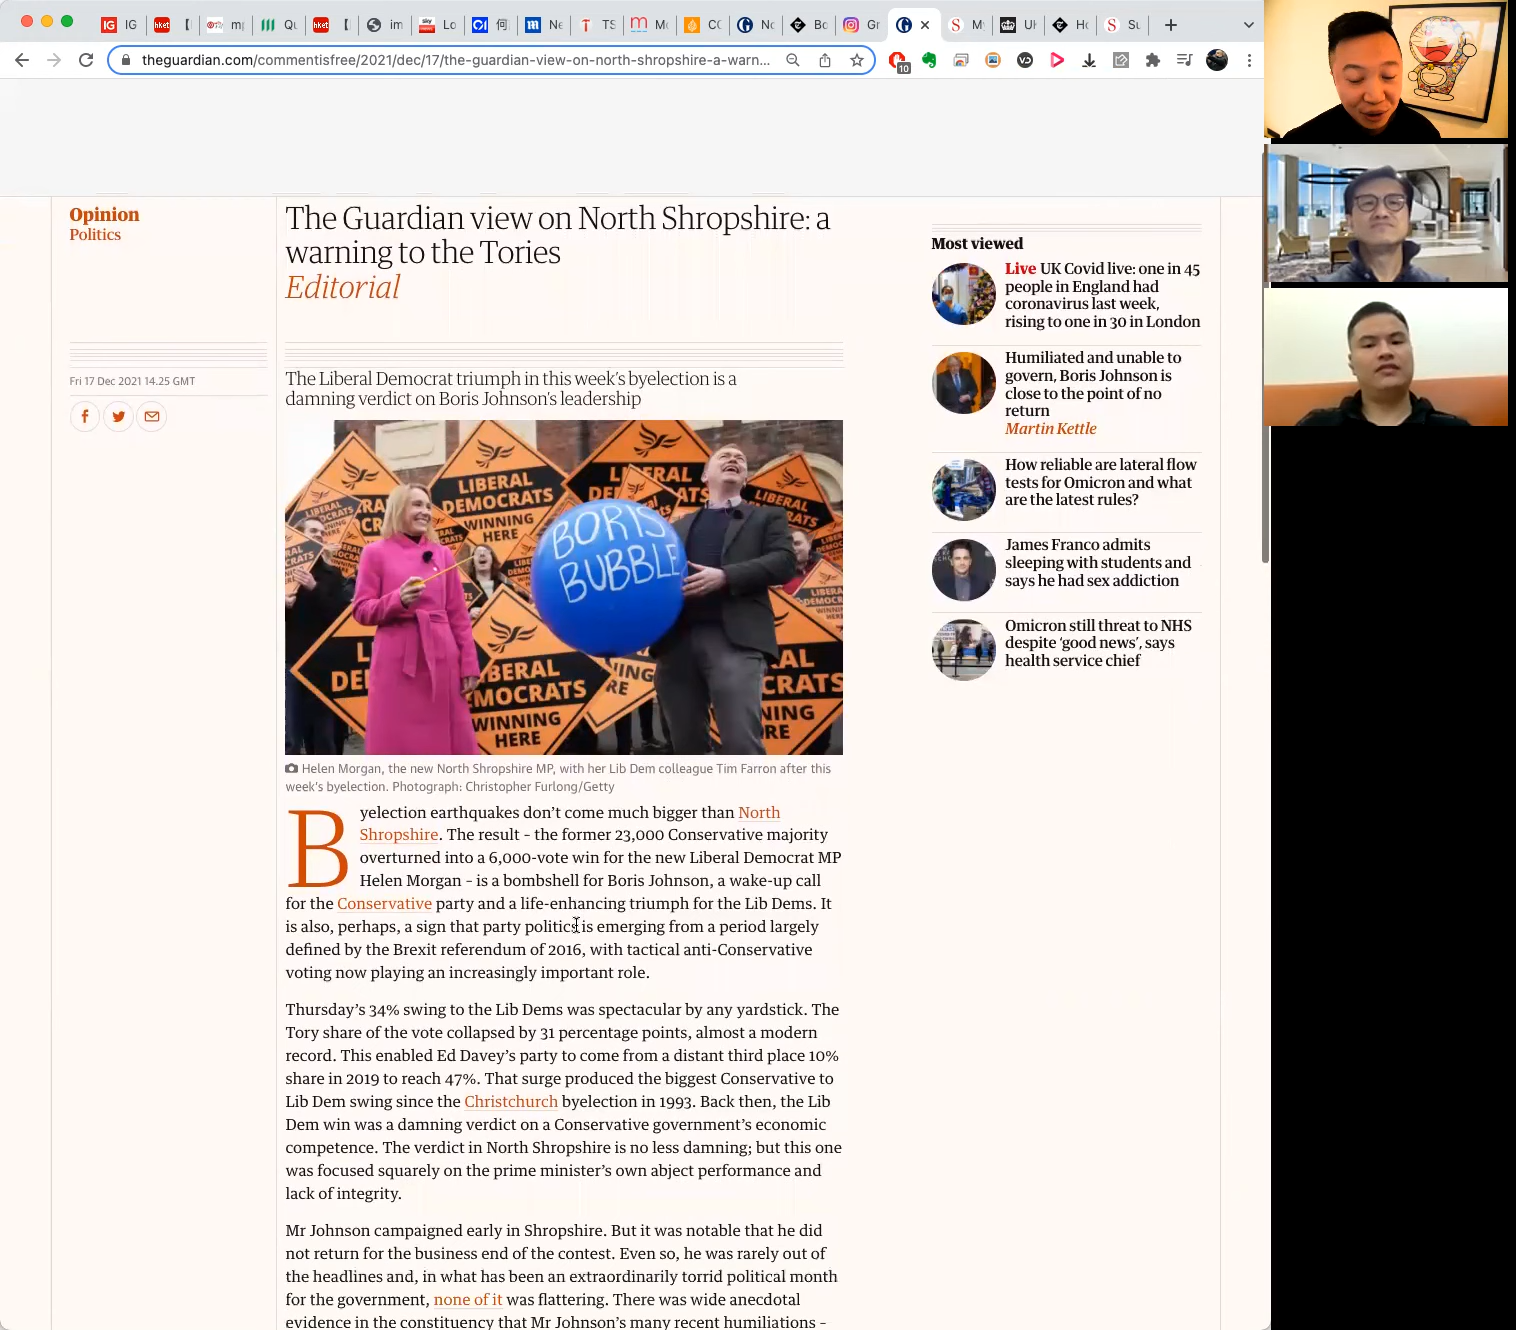 IG
IG
hket
Qu
hket
im
sky
Lo
何
Ne
TS
Mo
CC
Nc
Bo
Gr
My
UK
Ho
Su
theguardian.com/commentisfree/2021/dec/17/the-guardian-view-on-north-shropshire-a-warn...
10
Opinion
Politics
Fri 17 Dec 2021 14.25 GMT
The Guardian view on North Shropshire: a
warning to the Tories
Editorial
The Liberal Democrat triumph in this week's byelection is a
damning verdict on Boris Johnson's leadership
LIBERAL
DEMOCRATS
WINNING
HERE
BORIS
BUBBLE
Helen Morgan, the new North Shropshire MP, with her Lib Dem colleague Tim Farron after this
week's byelection. Photograph: Christopher Furlong/Getty
Byelection earthquakes don't come much bigger than North
Shropshire. The result – the former 23,000 Conservative majority
overturned into a 6,000-vote win for the new Liberal Democrat MP
Helen Morgan – is a bombshell for Boris Johnson, a wake-up call
for the Conservative party and a life-enhancing triumph for the Lib Dems. It
is also, perhaps, a sign that party politics is emerging from a period largely
defined by the Brexit referendum of 2016, with tactical anti-Conservative
voting now playing an increasingly important role.
Thursday's 34% swing to the Lib Dems was spectacular by any yardstick. The
Tory share of the vote collapsed by 31 percentage points, almost a modern
record. This enabled Ed Davey's party to come from a distant third place 10%
share in 2019 to reach 47%. That surge produced the biggest Conservative to
Lib Dem swing since the Christchurch byelection in 1993. Back then, the Lib
Dem win was a damning verdict on a Conservative government's economic
competence. The verdict in North Shropshire is no less damning; but this one
was focused squarely on the prime minister's own abject performance and
lack of integrity.
Mr Johnson campaigned early in Shropshire. But it was notable that he did
not return for the business end of the contest. Even so, he was rarely out of
the headlines and, in what has been an extraordinarily torrid political month
for the government, none of it was flattering. There was wide anecdotal
evidence in the constituency that Mr Johnson's many recent humiliations –
Most viewed
Live UK Covid live: one in 45
people in England had
coronavirus last week,
rising to one in 30 in London
Humiliated and unable to
govern, Boris Johnson is
close to the point of no
return
Martin Kettle
How reliable are lateral flow
tests for Omicron and what
are the latest rules?
James Franco admits
sleeping with students and
says he had sex addiction
Omicron still threat to NHS
despite 'good news', says
health service chief